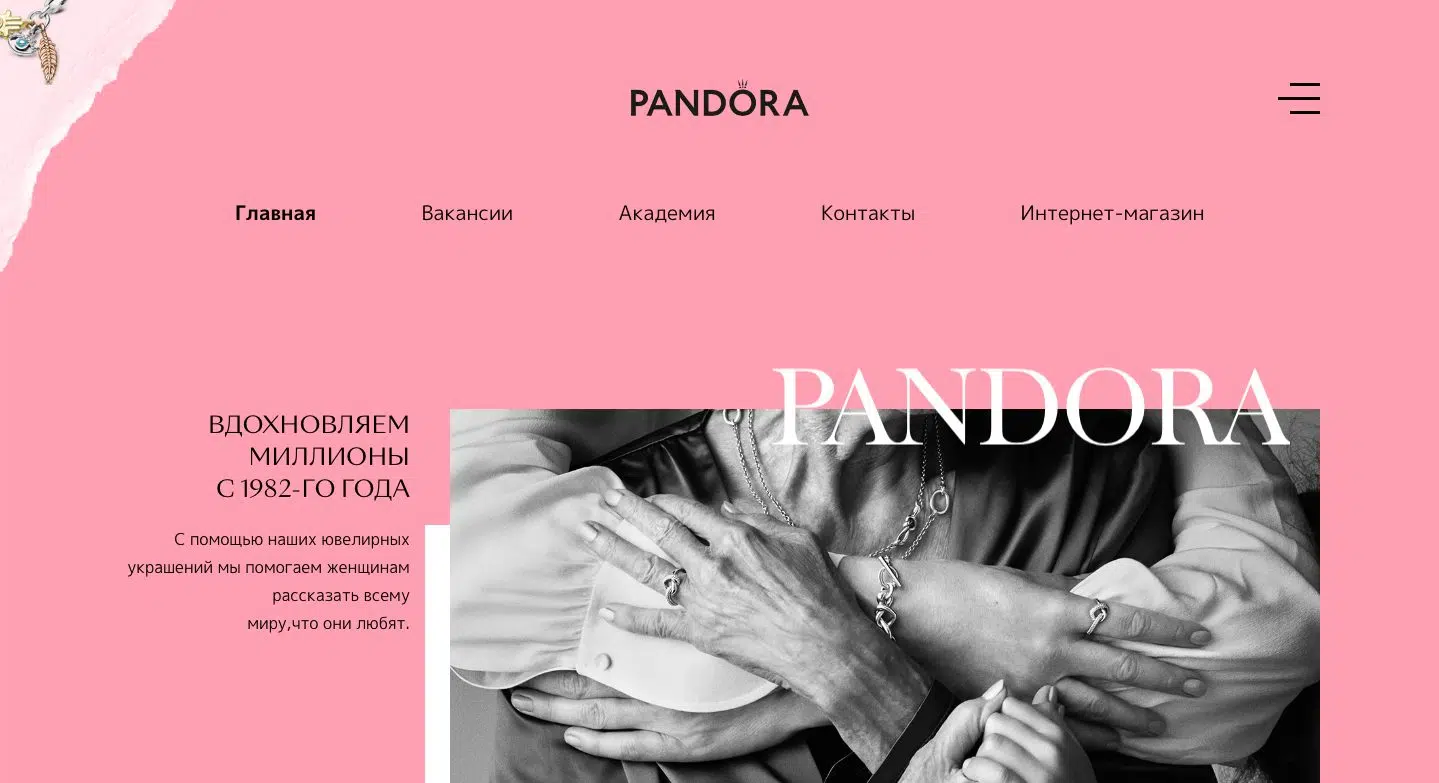 PANDORA
Главная Вакансии Академия Контакты Интернет-магазин
PANDORA
ВДОХНОВЛЯЕМ
МИЛЛИОНЫ
С 1982-ГО ГОДА
С помощью наших ювелирных
украшений мы помогаем женщинам
рассказать всему
миру,что они любят.